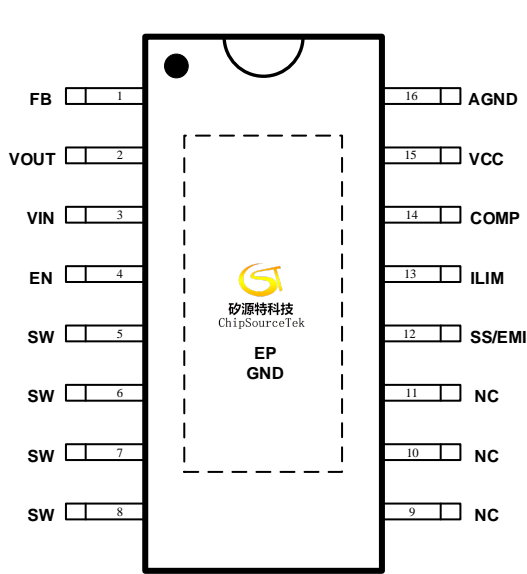 FB 1 16 AGND
VOUT 2 15 VCC
VIN 3 14 COMP
EN 4 13 ILIM
SW 5 12 SS/EMI
SW 6 11 NC
SW 7 10 NC
SW 8 9 NC
矽源特科技
ChipSourceTek
EP
GND